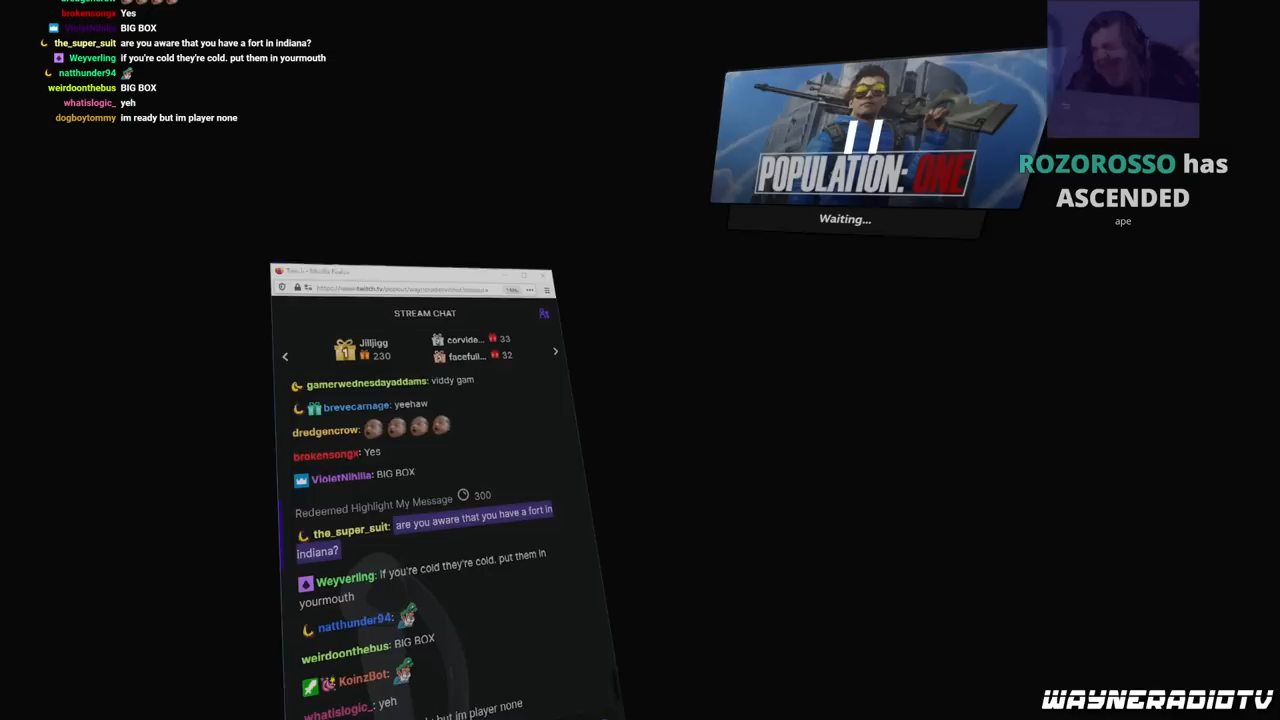 brokensongx Yes
VioletNihilia BIG BOX
the_super_suit are you aware that you have a fort in indiana?
Weyverling if you're cold they're cold. put them in yourmouth
natthunder94
weirdoonthebus BIG BOX
whatislogic_ yeh
dogboytommy im ready but im player none
POPULATION: ONE
Waiting...
ROZOROSSO has
ASCENDED
ape
STREAM CHAT
Jilljigg
230
corvide... 33
facefull... 32
gamerwednesdayaddams: viddy gam
brevecarnage: yeehaw
dredgencrow:
brokensongx: Yes
VioletNihilia: BIG BOX
Redeemed Highlight My Message 300
the_super_suit: are you aware that you have a fort in
indiana?
Weyverling: If you're cold they're cold. put them in
yourmouth
natthunder94:
weirdoonthebus: BIG BOX
KoinzBot:
whatislogic_: yeh
but im player none
WAYNERADIOTV